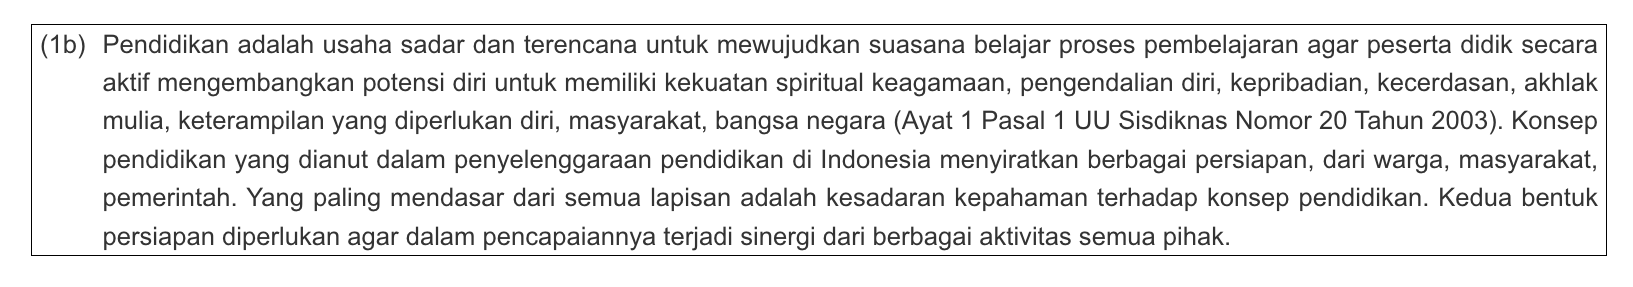 (1b) Pendidikan adalah usaha sadar dan terencana untuk mewujudkan suasana belajar proses pembelajaran agar peserta didik secara
aktif mengembangkan potensi diri untuk memiliki kekuatan spiritual keagamaan, pengendalian diri, kepribadian, kecerdasan, akhlak
mulia, keterampilan yang diperlukan diri, masyarakat, bangsa negara (Ayat 1 Pasal 1 UU Sisdiknas Nomor 20 Tahun 2003). Konsep
pendidikan yang dianut dalam penyelenggaraan pendidikan di Indonesia menyiratkan berbagai persiapan, dari warga, masyarakat,
pemerintah. Yang paling mendasar dari semua lapisan adalah kesadaran kepahaman terhadap konsep pendidikan. Kedua bentuk
persiapan diperlukan agar dalam pencapaiannya terjadi sinergi dari berbagai aktivitas semua pihak.